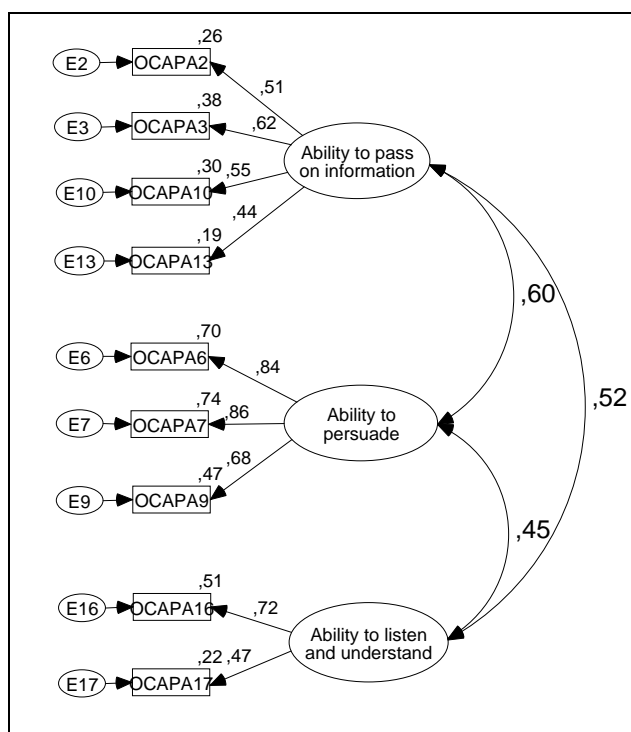 ,26
E2 OCAPA2
,51
,38
E3 OCAPA3
,62
Ability to pass
on information
,30 ,55
E10 OCAPA10
,44
,19
E13 OCAPA13
,60
,70
E6 OCAPA6
,84
,52
,74
E7 OCAPA7 ,86
Ability to
persuade
,68
,47
E9 OCAPA9
,45
,51
E16 OCAPA16 ,72
Ability to listen
and understand
,22 ,47
E17 OCAPA17